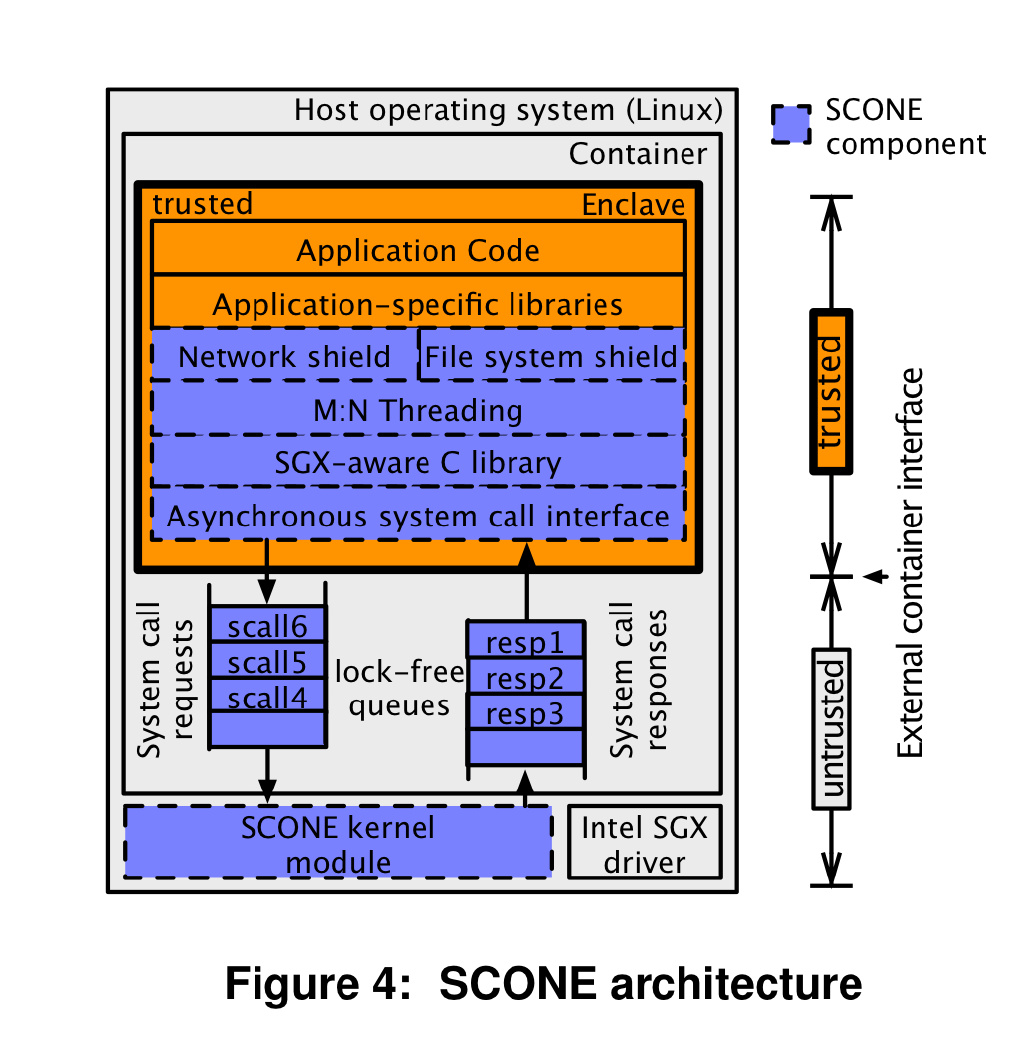 Host operating system (Linux)
SCONE
component
Container
trusted
Enclave
Application Code
Application-specific libraries
Network shield
File system shield
M:N Threading
SGX-aware C library
Asynchronous system call interface
System call
requests
scall6
scall5
scall4
lock-free
queues
resp1
resp2
resp3
System call
responses
SCONE kernel
module
Intel SGX
driver
trusted
untrusted
External container interface
Figure 4: SCONE architecture